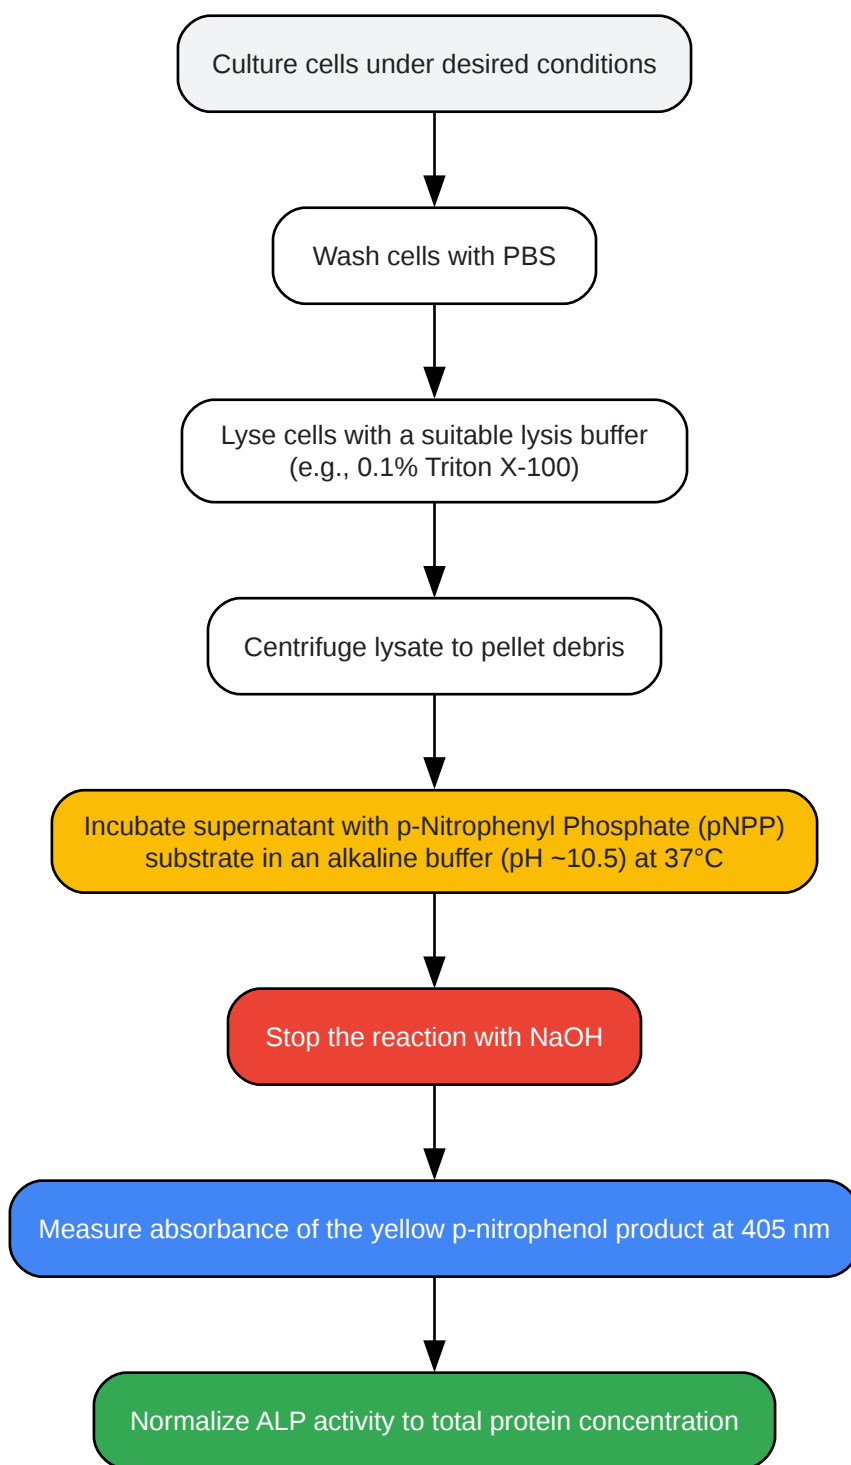 Culture cells under desired conditions
Wash cells with PBS
Lyse cells with a suitable lysis buffer
(e.g., 0.1% Triton X-100)
Centrifuge lysate to pellet debris
Incubate supernatant with p-Nitrophenyl Phosphate (pNPP)
substrate in an alkaline buffer (pH ~10.5) at 37°C
Stop the reaction with NaOH
Measure absorbance of the yellow p-nitrophenol product at 405 nm
Normalize ALP activity to total protein concentration